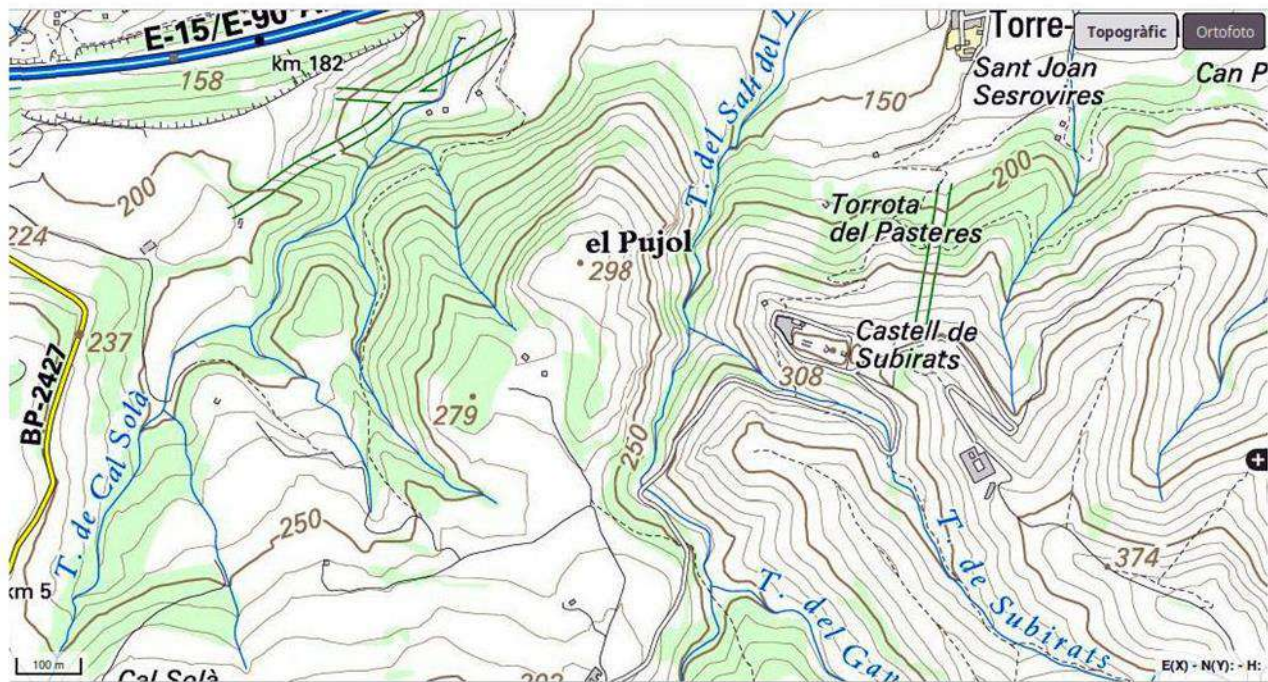 E-15/E-90
km 182
158
T. del Salt del
Torre-
Topogràfic
Ortofoto
Sant Joan
Sesrovires
Can P
150
200
200
224
Torrota
del Pasteres
el Pujol
298
237
BP-2427
Castell de
Subirats
308
279
T. de Cal Solà
250
250
374
T. de Subirats
T. del Gan
km 5
100 m
Cal Solà
E(X) - N(Y): - H: